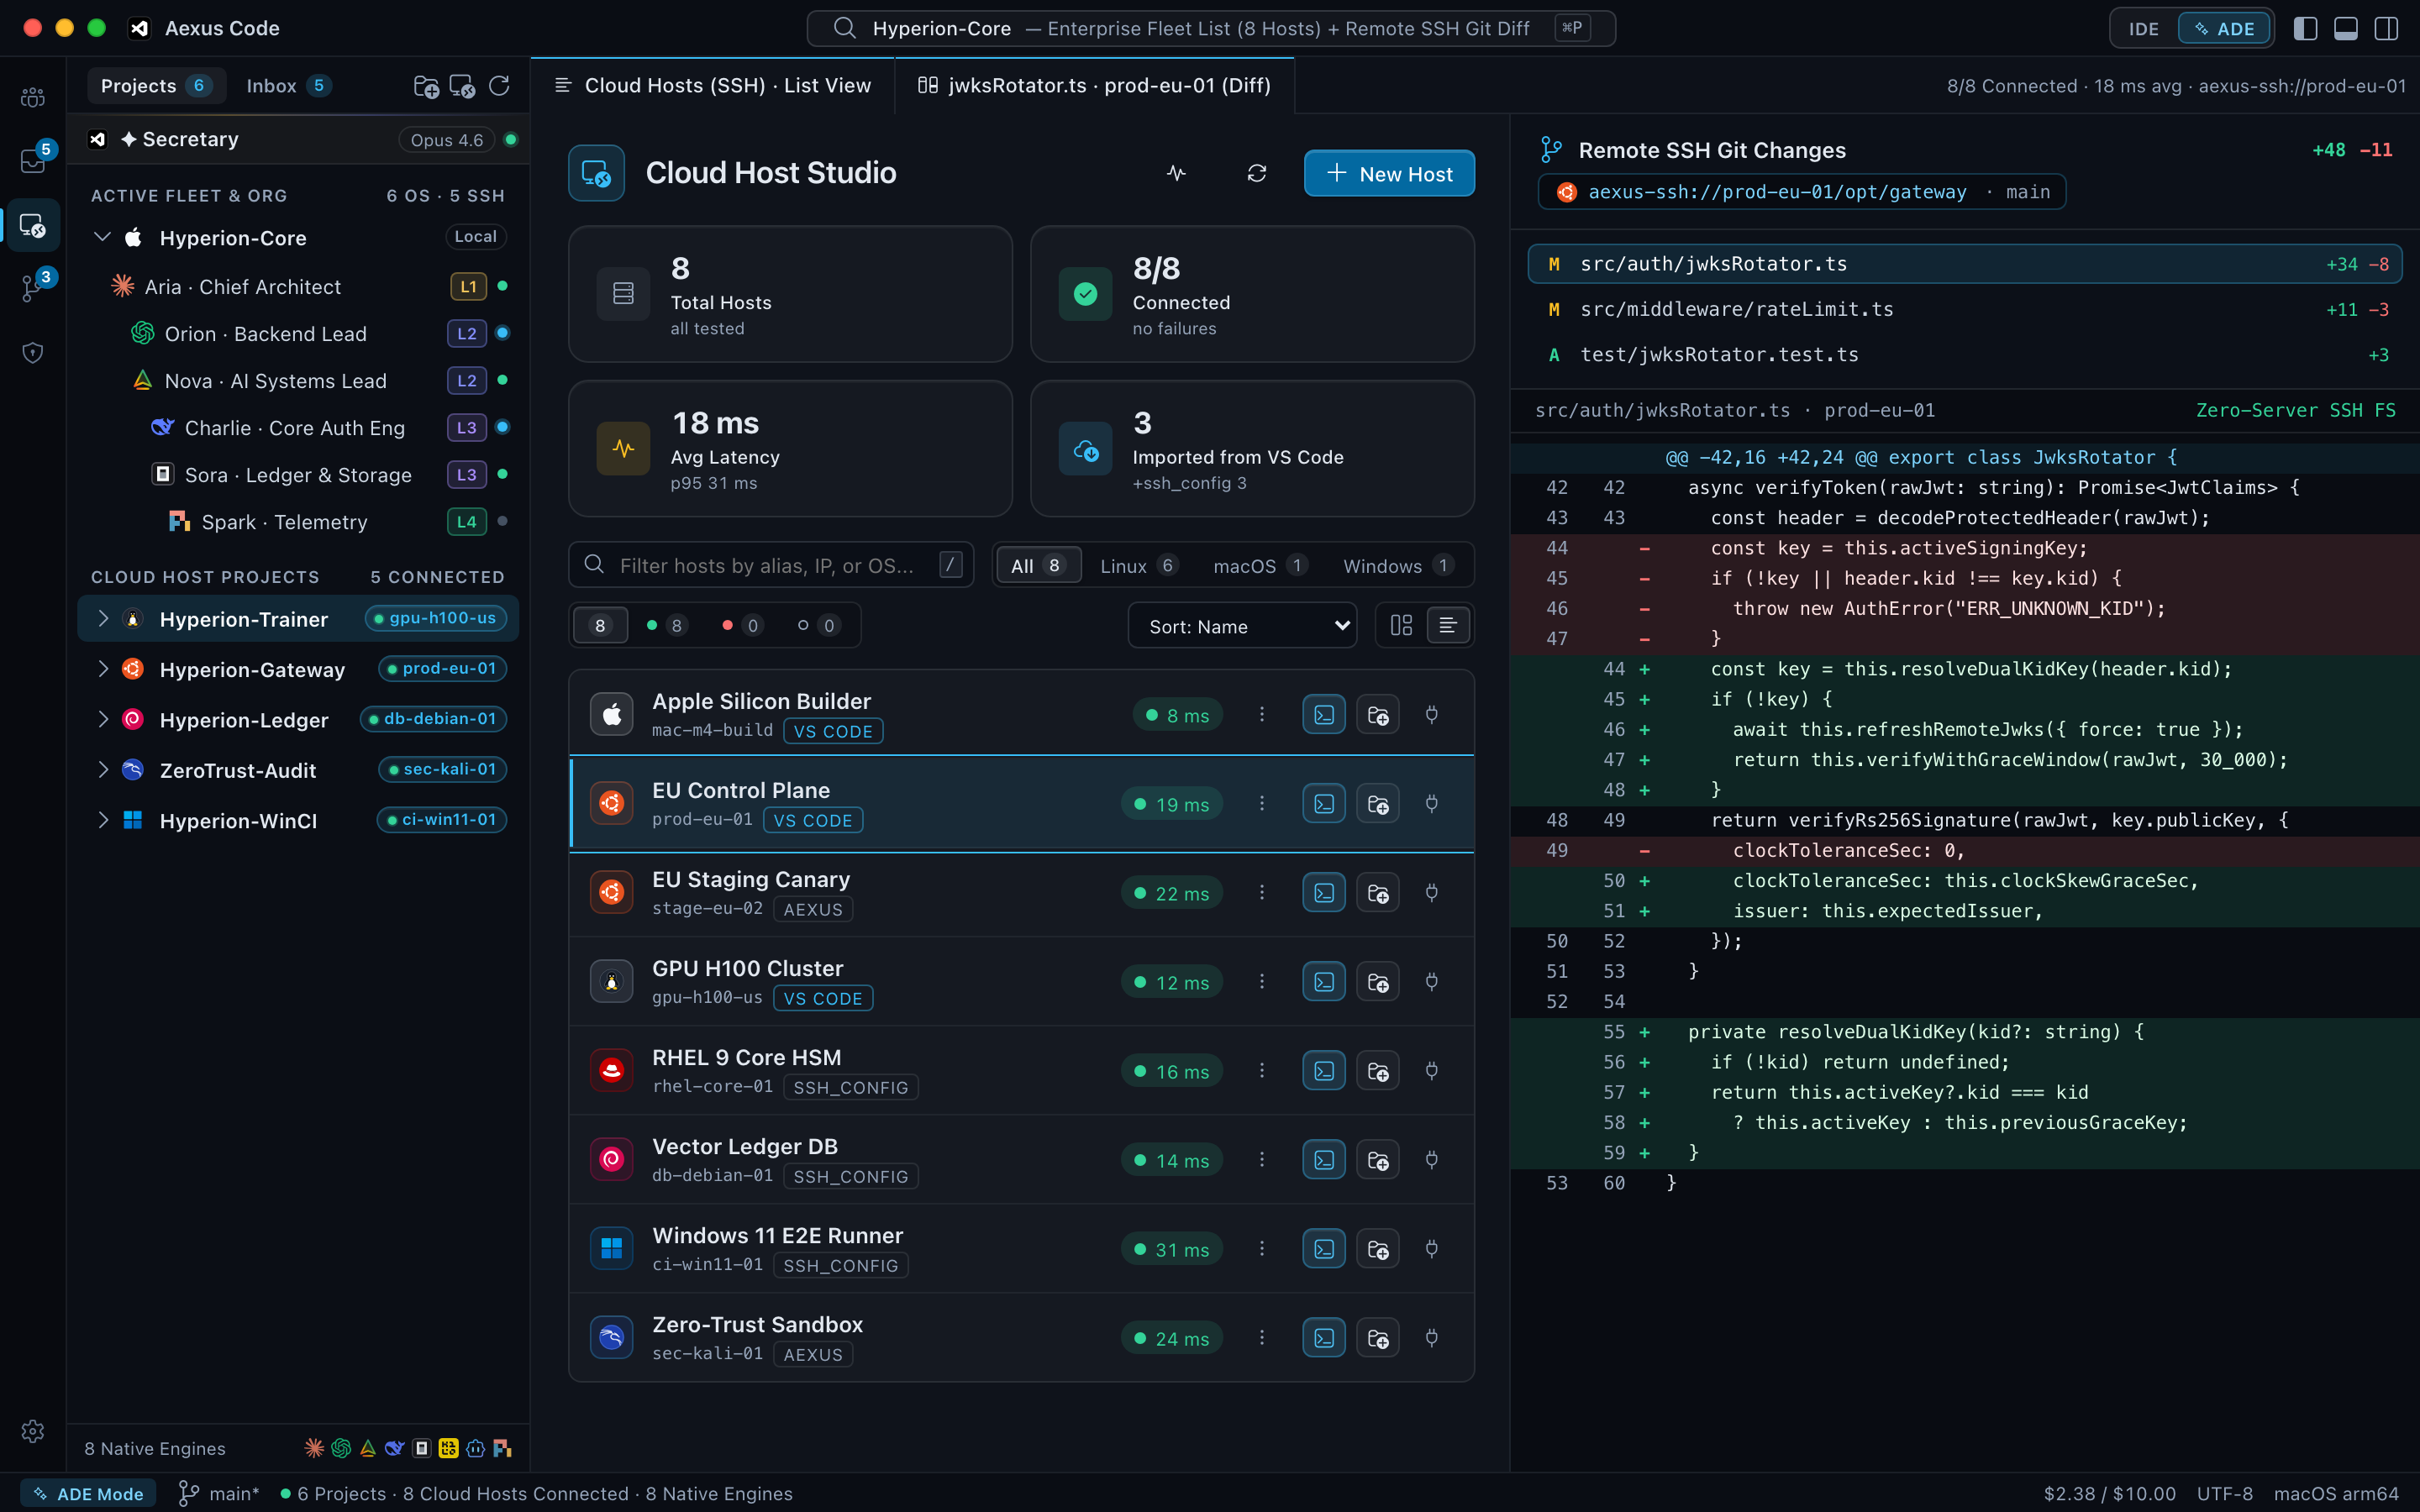 Aexus Code
Hyperion-Core — Enterprise Fleet List (8 Hosts) + Remote SSH Git Diff ⌘P
IDE ADE
Projects 6 Inbox 5
Cloud Hosts (SSH) · List View
jwksRotator.ts · prod-eu-01 (Diff)
8/8 Connected · 18 ms avg · aexus-ssh://prod-eu-01
5
3
✦ Secretary Opus 4.6
ACTIVE FLEET & ORG 6 OS · 5 SSH
Hyperion-Core Local
Aria · Chief Architect L1
Orion · Backend Lead L2
Nova · AI Systems Lead L2
Charlie · Core Auth Eng L3
Sora · Ledger & Storage L3
Spark · Telemetry L4
CLOUD HOST PROJECTS 5 CONNECTED
Hyperion-Trainer gpu-h100-us
Hyperion-Gateway prod-eu-01
Hyperion-Ledger db-debian-01
ZeroTrust-Audit sec-kali-01
Hyperion-WinCI ci-win11-01
8 Native Engines
Cloud Host Studio
New Host
8
Total Hosts
all tested
8/8
Connected
no failures
18 ms
Avg Latency
p95 31 ms
3
Imported from VS Code
+ssh_config 3
Filter hosts by alias, IP, or OS... /
All 8 Linux 6 macOS 1 Windows 1
8 8 0 0
Sort: Name
Apple Silicon Builder
mac-m4-build VS CODE
8 ms
EU Control Plane
prod-eu-01 VS CODE
19 ms
EU Staging Canary
stage-eu-02 AEXUS
22 ms
GPU H100 Cluster
gpu-h100-us VS CODE
12 ms
RHEL 9 Core HSM
rhel-core-01 SSH_CONFIG
16 ms
Vector Ledger DB
db-debian-01 SSH_CONFIG
14 ms
Windows 11 E2E Runner
ci-win11-01 SSH_CONFIG
31 ms
Zero-Trust Sandbox
sec-kali-01 AEXUS
24 ms
Remote SSH Git Changes +48 −11
aexus-ssh://prod-eu-01/opt/gateway · main
M src/auth/jwksRotator.ts +34 −8
M src/middleware/rateLimit.ts +11 −3
A test/jwksRotator.test.ts +3
src/auth/jwksRotator.ts · prod-eu-01 Zero-Server SSH FS
@@ −42,16 +42,24 @@ export class JwksRotator {
42 42 async verifyToken(rawJwt: string): Promise<JwtClaims> {
43 43 const header = decodeProtectedHeader(rawJwt);
44 − const key = this.activeSigningKey;
45 − if (!key || header.kid !== key.kid) {
46 − throw new AuthError("ERR_UNKNOWN_KID");
47 − }
44 + const key = this.resolveDualKidKey(header.kid);
45 + if (!key) {
46 + await this.refreshRemoteJwks({ force: true });
47 + return this.verifyWithGraceWindow(rawJwt, 30_000);
48 + }
48 49 return verifyRs256Signature(rawJwt, key.publicKey, {
49 − clockToleranceSec: 0,
50 + clockToleranceSec: this.clockSkewGraceSec,
51 + issuer: this.expectedIssuer,
50 52 });
51 53 }
52 54
55 + private resolveDualKidKey(kid?: string) {
56 + if (!kid) return undefined;
57 + return this.activeKey?.kid === kid
58 + ? this.activeKey : this.previousGraceKey;
59 + }
53 60 }
ADE Mode main* 6 Projects · 8 Cloud Hosts Connected · 8 Native Engines
$2.38 / $10.00 UTF-8 macOS arm64